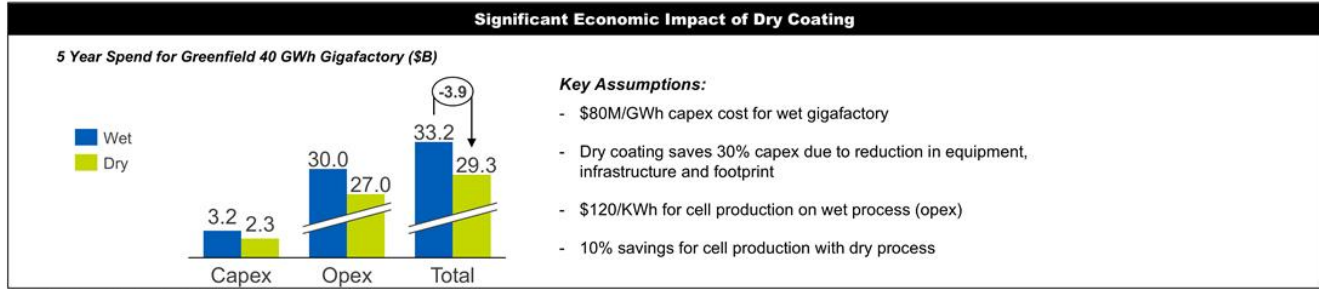 Significant Economic Impact of Dry Coating
5 Year Spend for Greenfield 40 GWh Gigafactory ($B)
Wet
Dry
-3.9
33.2
29.3
30.0
27.0
3.2
2.3
Capex
Opex
Total
Key Assumptions:
- $80M/GWh capex cost for wet gigafactory
- Dry coating saves 30% capex due to reduction in equipment,
infrastructure and footprint
- $120/KWh for cell production on wet process (opex)
- 10% savings for cell production with dry process